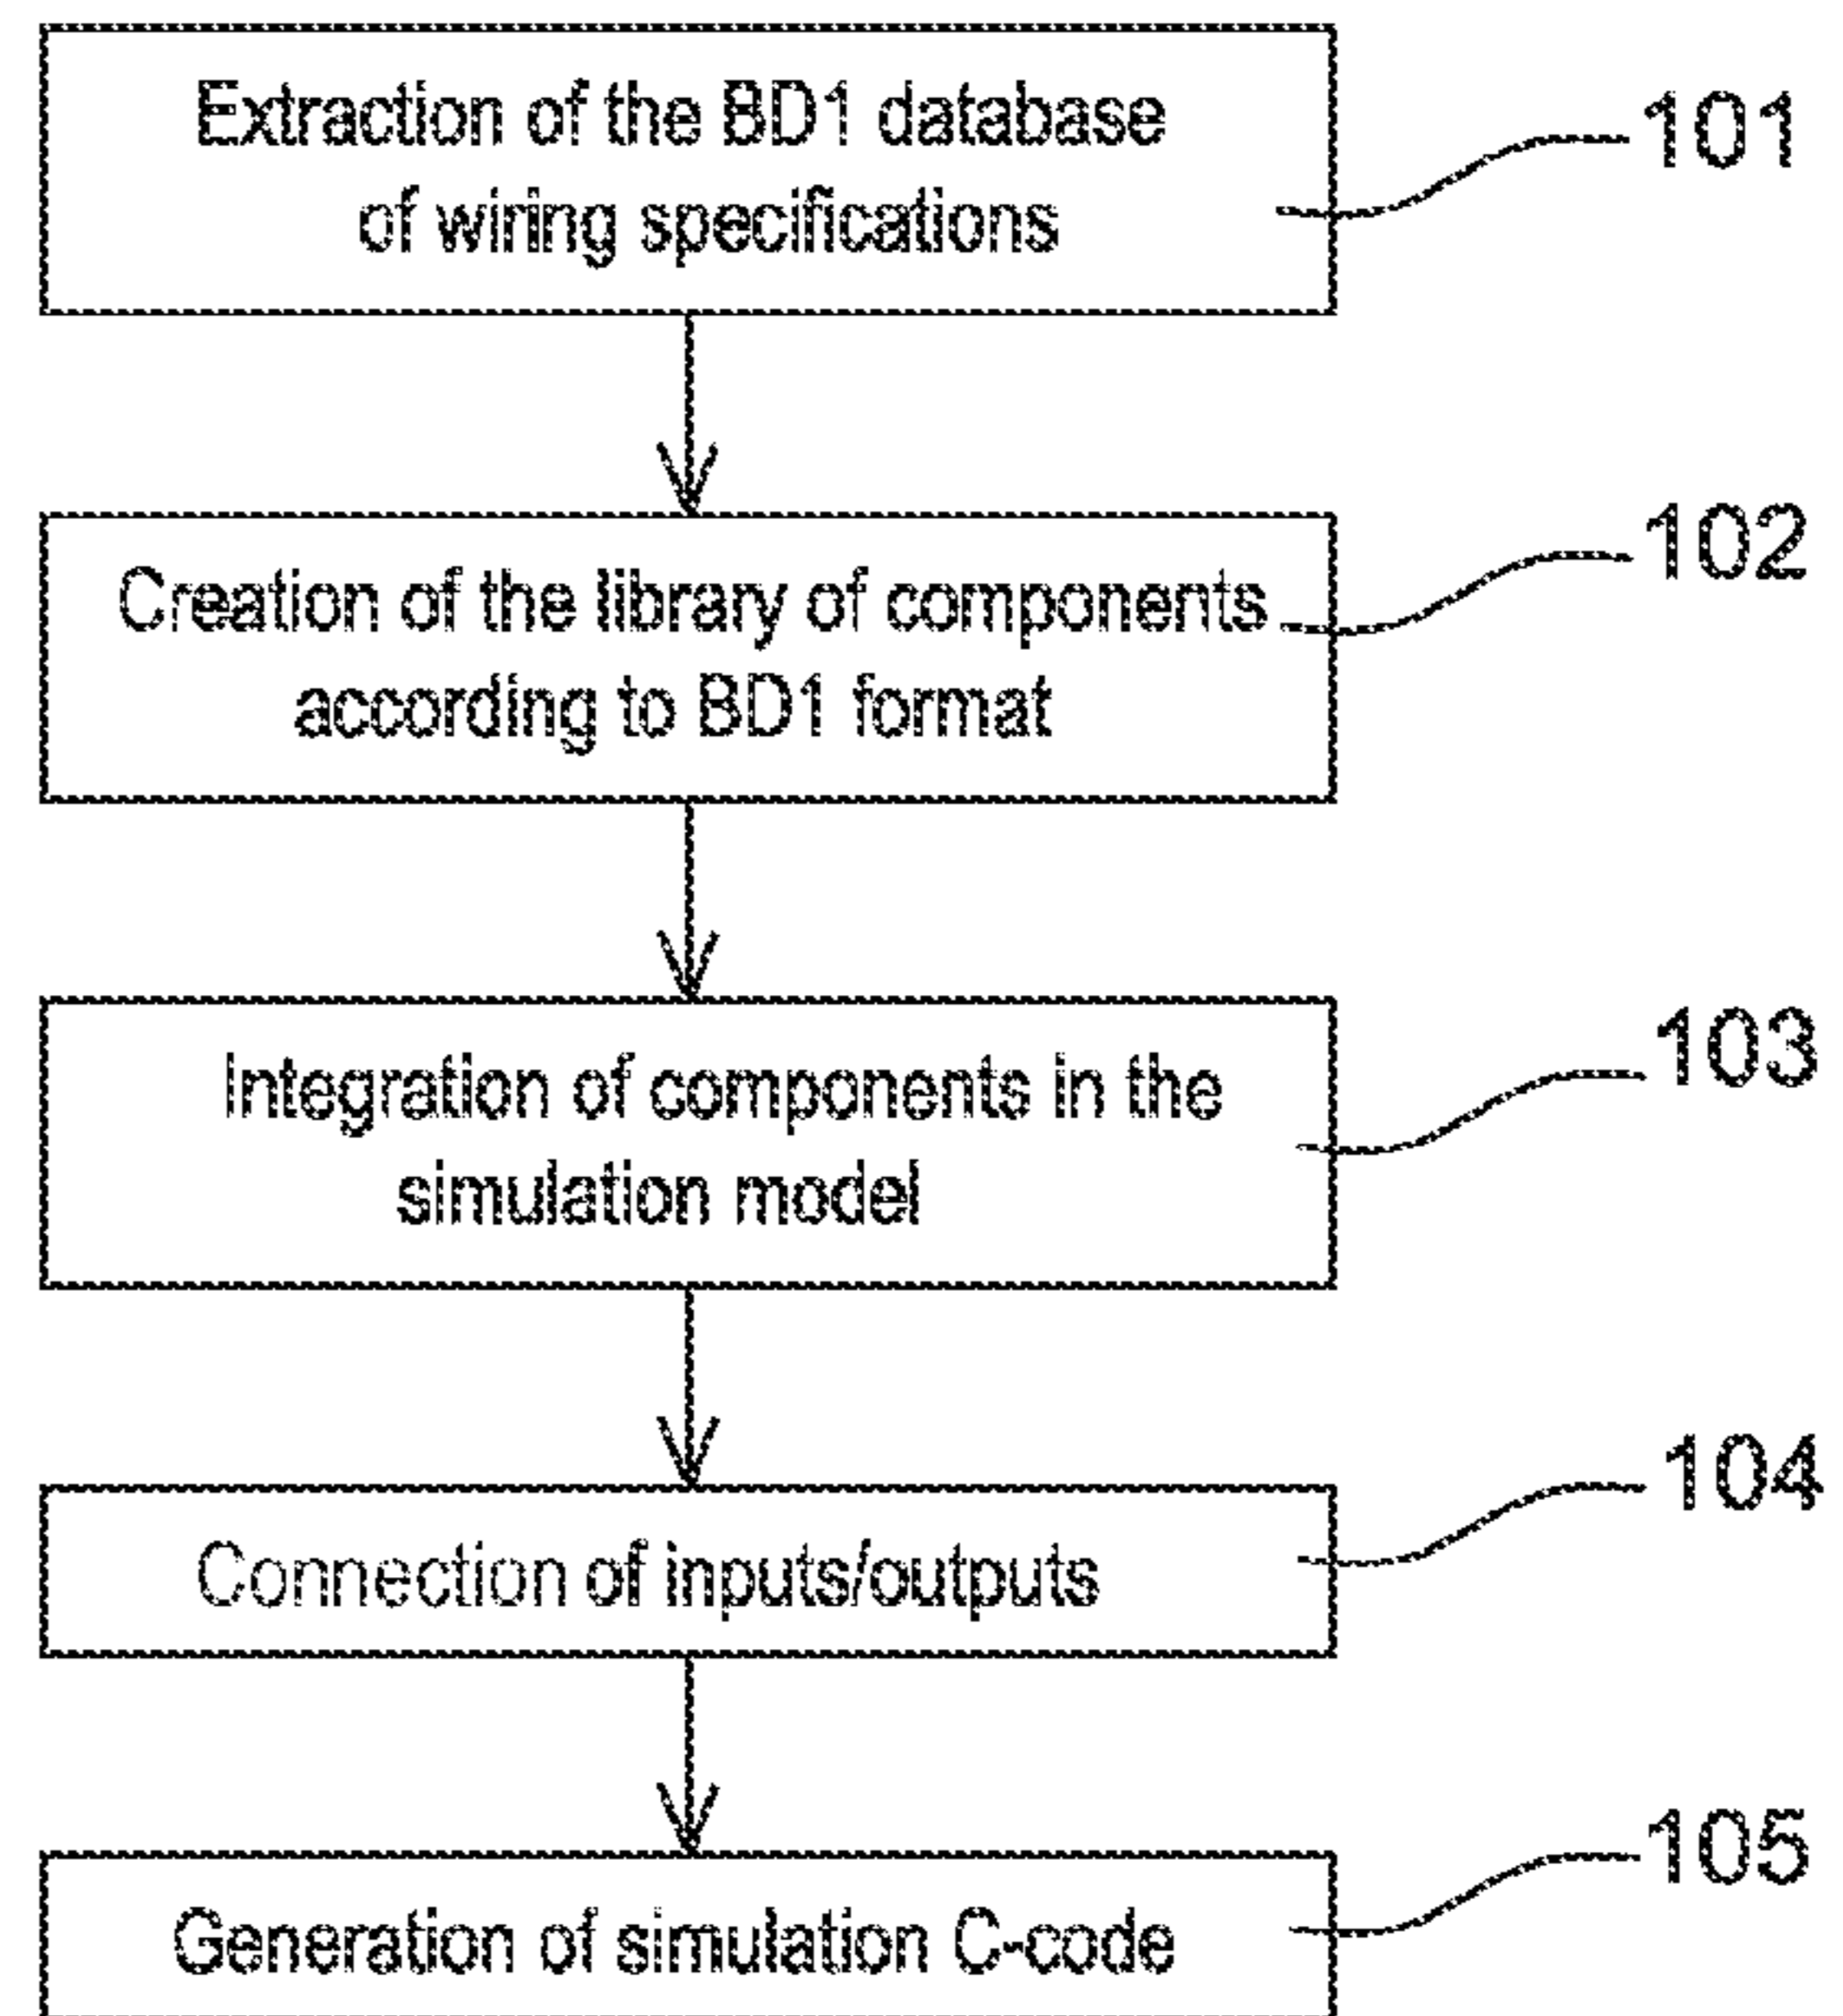 Extraction of the BD1 database
of wiring specifications
101
Creation of the library of components
according to BD1 format
102
Integration of components in the
simulation model
103
Connection of inputs/outputs
104
Generation of simulation C-code
105